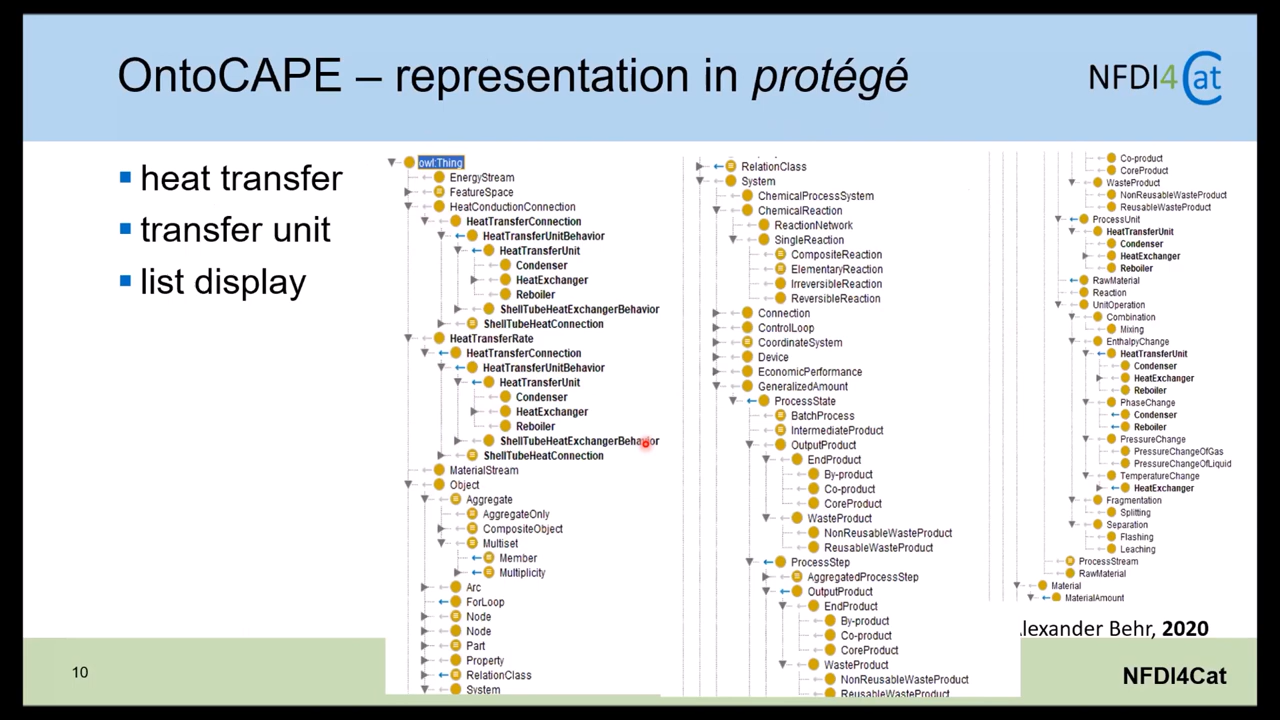 OntoCAPE – representation in protégé
NFDI4Cat
heat transfer
transfer unit
list display
owl:Thing
EnergyStream
FeatureSpace
HeatConductionConnection
HeatTransferConnection
HeatTransferUnitBehavior
HeatTransferUnit
Condenser
HeatExchanger
Reboiler
ShellTubeHeatExchangerBehavior
ShellTubeHeatConnection
HeatTransferRate
HeatTransferConnection
HeatTransferUnitBehavior
HeatTransferUnit
Condenser
HeatExchanger
Reboiler
ShellTubeHeatExchangerBehavior
ShellTubeHeatConnection
MaterialStream
Object
Aggregate
AggregateOnly
CompositeObject
Multiset
Member
Multiplicity
Arc
ForLoop
Node
Node
Part
Property
RelationClass
System
RelationClass
System
ChemicalProcessSystem
ChemicalReaction
ReactionNetwork
SingleReaction
CompositeReaction
ElementaryReaction
IrreversibleReaction
ReversibleReaction
Connection
ControlLoop
CoordinateSystem
Device
EconomicPerformance
GeneralizedAmount
ProcessState
BatchProcess
IntermediateProduct
OutputProduct
EndProduct
By-product
Co-product
CoreProduct
WasteProduct
NonReusableWasteProduct
ReusableWasteProduct
ProcessStep
AggregatedProcessStep
OutputProduct
EndProduct
By-product
Co-product
CoreProduct
WasteProduct
NonReusableWasteProduct
ReusableWasteProduct
Co-product
CoreProduct
WasteProduct
NonReusableWasteProduct
ReusableWasteProduct
ProcessUnit
HeatTransferUnit
Condenser
HeatExchanger
Reboiler
RawMaterial
Reaction
UnitOperation
Combination
Mixing
EnthalpyChange
HeatTransferUnit
Condenser
HeatExchanger
Reboiler
PhaseChange
Condenser
Reboiler
PressureChange
PressureChangeOfGas
PressureChangeOfLiquid
TemperatureChange
HeatExchanger
Fragmentation
Splitting
Separation
Flashing
Leaching
ProcessStream
RawMaterial
Material
MaterialAmount
lexander Behr, 2020
10
NFDI4Cat